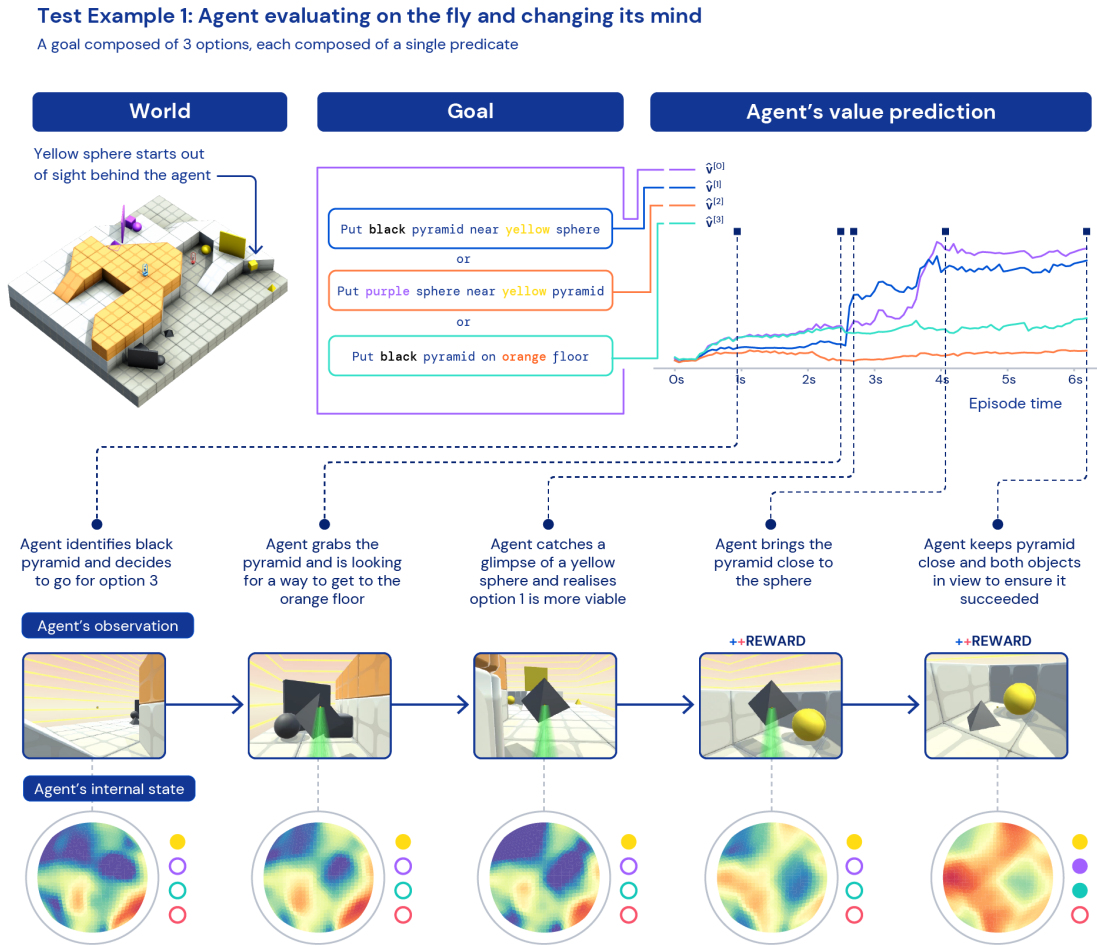 Test Example 1: Agent evaluating on the fly and changing its mind
A goal composed of 3 options, each composed of a single predicate
World
Goal
Agent's value prediction
Yellow sphere starts out
of sight behind the agent
Put black pyramid near yellow sphere
or
Put purple sphere near yellow pyramid
or
Put black pyramid on orange floor
v̂[0]
v̂[1]
v̂[2]
v̂[3]
0s 1s 2s 3s 4s 5s 6s
Episode time
Agent identifies black
pyramid and decides
to go for option 3
Agent grabs the
pyramid and is looking
for a way to get to the
orange floor
Agent catches a
glimpse of a yellow
sphere and realises
option 1 is more viable
Agent brings the
pyramid close to
the sphere
Agent keeps pyramid
close and both objects
in view to ensure it
succeeded
Agent's observation
++REWARD
++REWARD
Agent's internal state